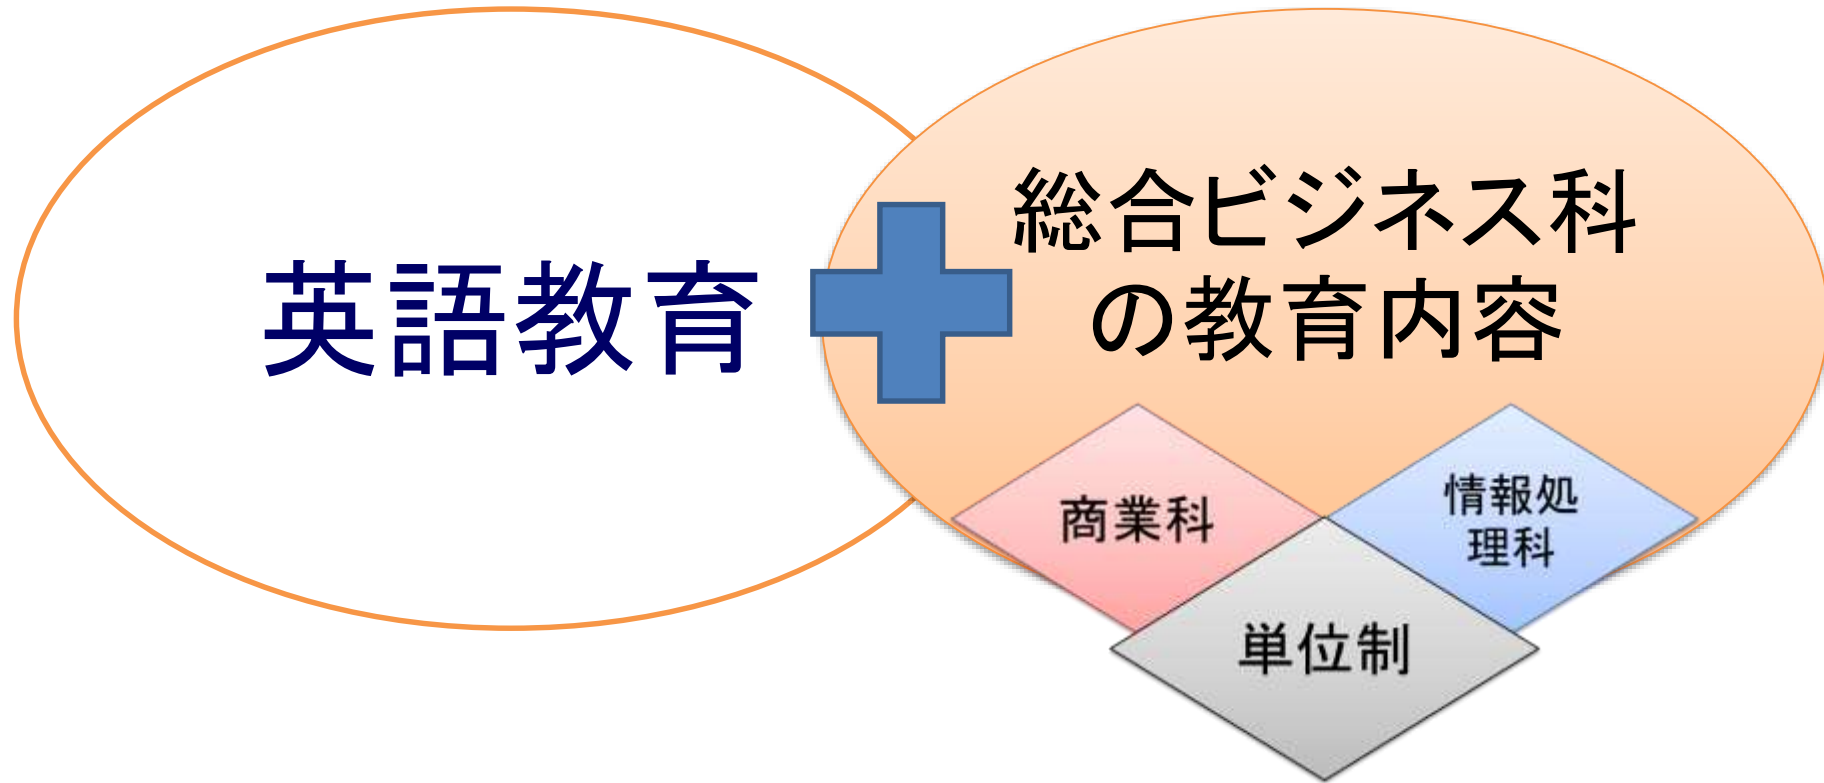 英語教育
総合ビジネス科
の教育内容
商業科
情報処
理科
単位制